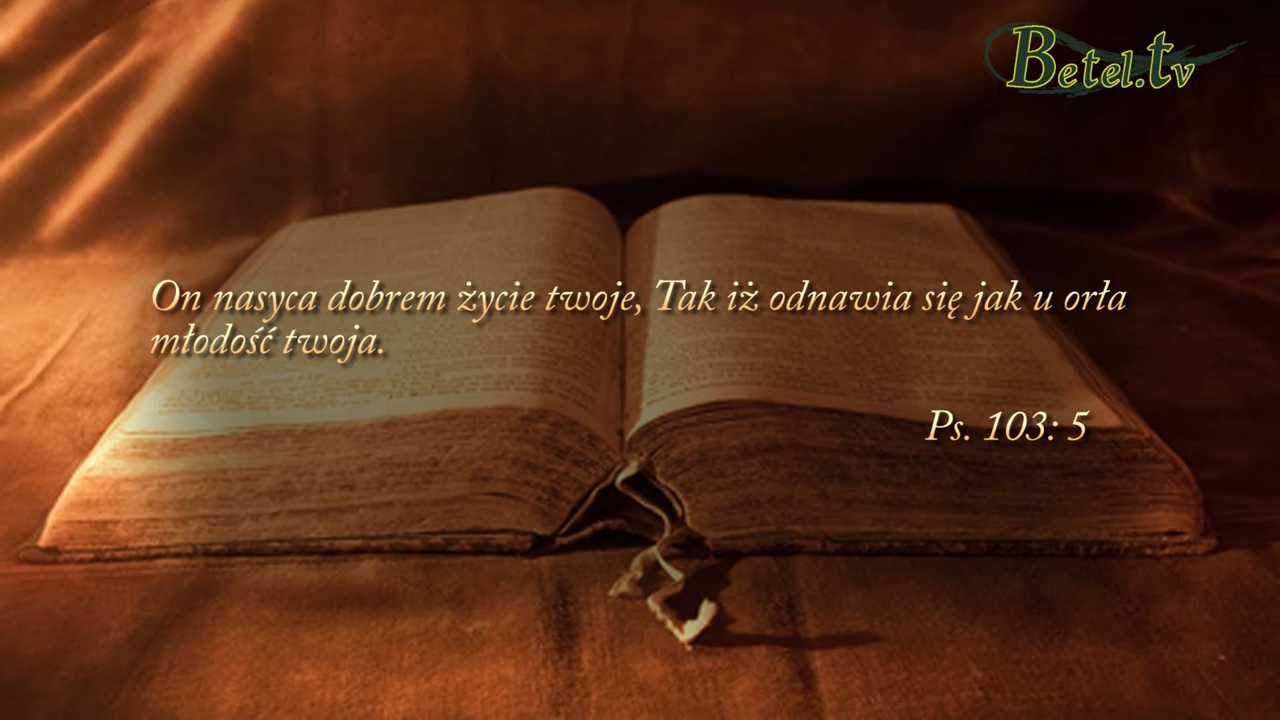 Betel.tv
On nasyca dobrem życie twoje, Tak iż odnawia się jak u orła
młodość twoja.
Ps. 103: 5